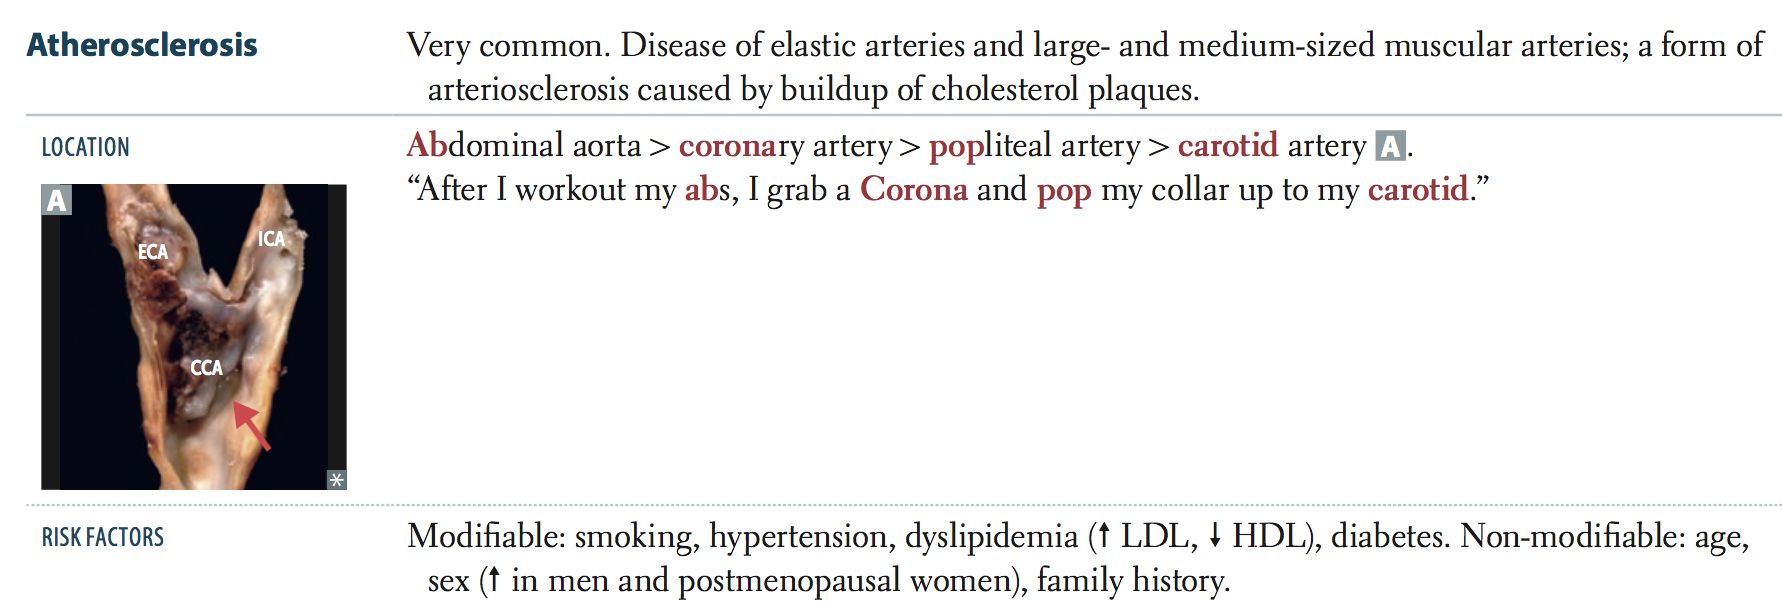 Atherosclerosis
Very common. Disease of elastic arteries and large- and medium-sized muscular arteries; a form of
arteriosclerosis caused by buildup of cholesterol plaques.
LOCATION
Abdominal aorta > coronary artery > popliteal artery > carotid artery A.
“After I workout my abs, I grab a Corona and pop my collar up to my carotid.”
A
ECA
ICA
CCA
*
RISK FACTORS
Modifiable: smoking, hypertension, dyslipidemia (↑ LDL, ↓ HDL), diabetes. Non-modifiable: age,
sex (↑ in men and postmenopausal women), family history.